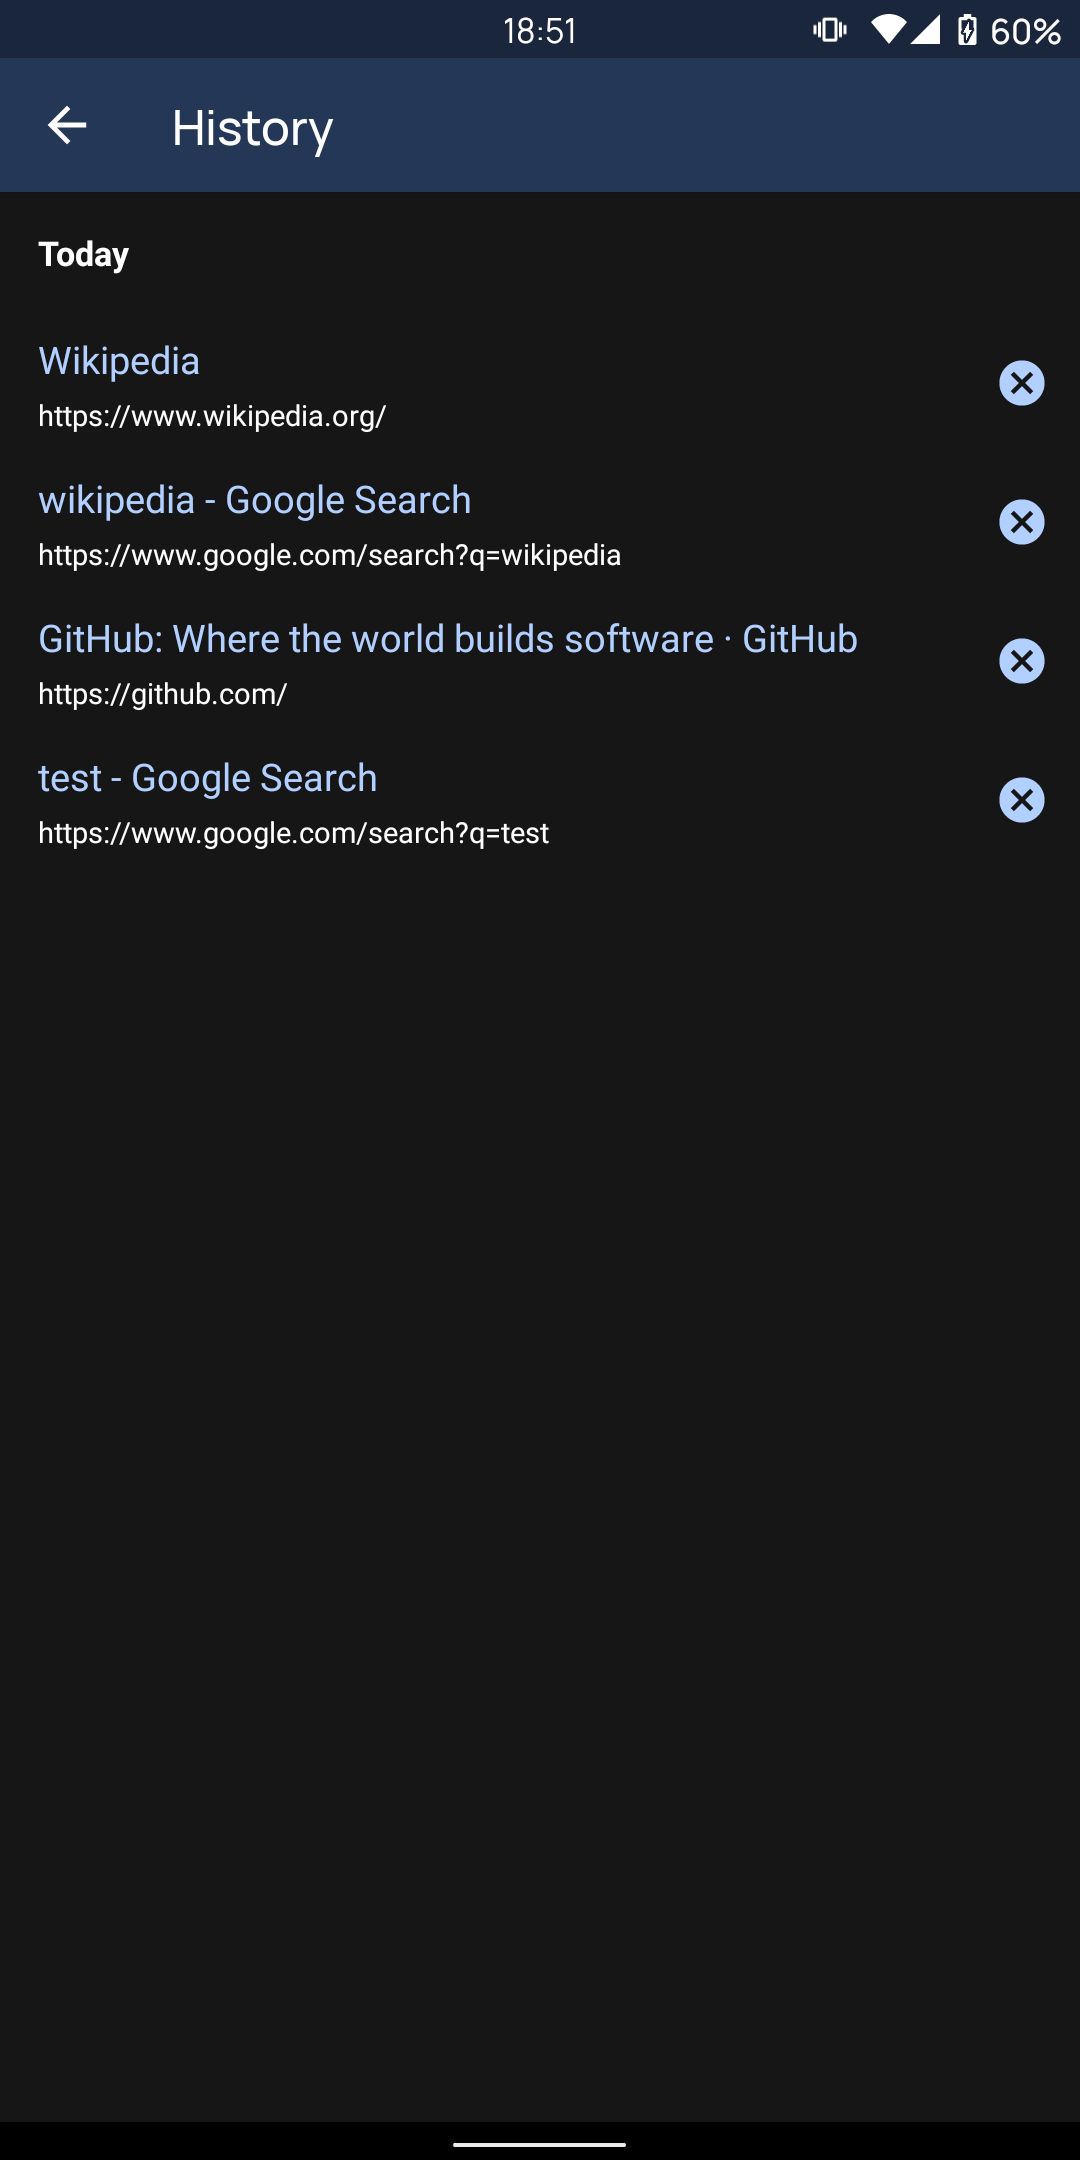 18:51
60%
History
Today
Wikipedia
https://www.wikipedia.org/
wikipedia - Google Search
https://www.google.com/search?q=wikipedia
GitHub: Where the world builds software · GitHub
https://github.com/
test - Google Search
https://www.google.com/search?q=test